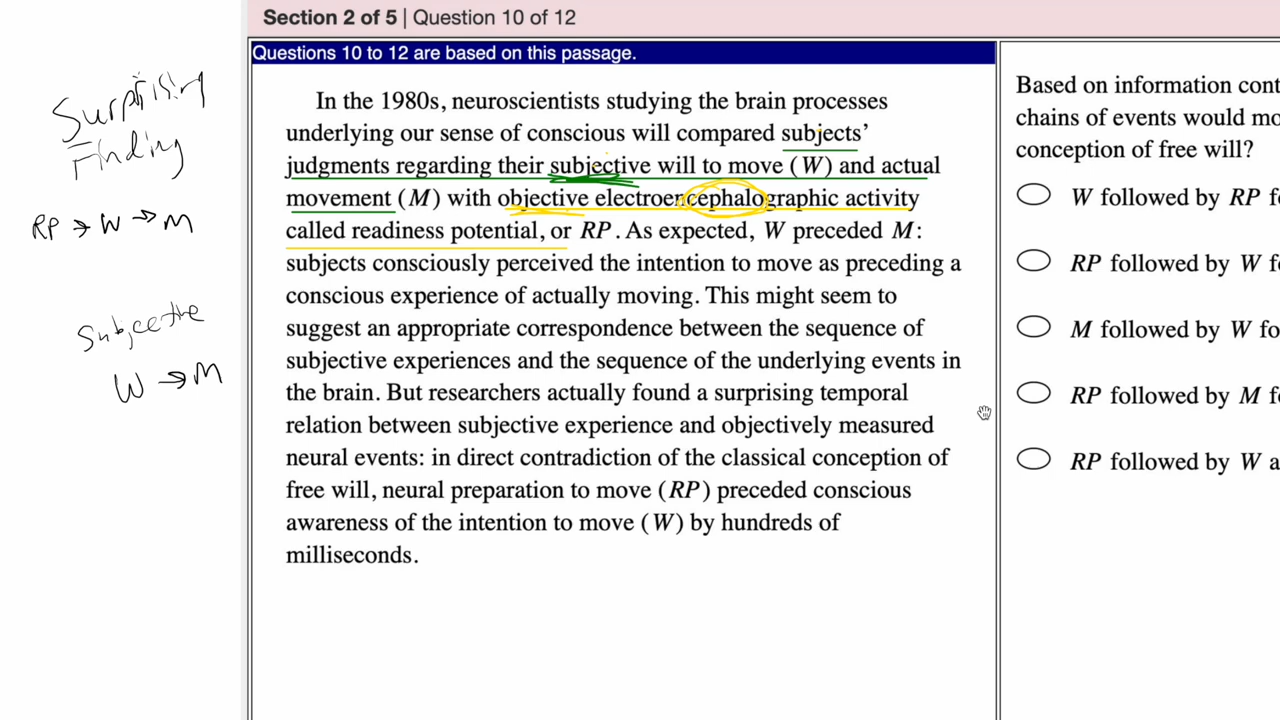 Section 2 of 5 | Question 10 of 12
Questions 10 to 12 are based on this passage.
In the 1980s, neuroscientists studying the brain processes
underlying our sense of conscious will compared subjects’
judgments regarding their subjective will to move (W) and actual
movement (M) with objective electroencephalographic activity
called readiness potential, or RP. As expected, W preceded M:
subjects consciously perceived the intention to move as preceding a
conscious experience of actually moving. This might seem to
suggest an appropriate correspondence between the sequence of
subjective experiences and the sequence of the underlying events in
the brain. But researchers actually found a surprising temporal
relation between subjective experience and objectively measured
neural events: in direct contradiction of the classical conception of
free will, neural preparation to move (RP) preceded conscious
awareness of the intention to move (W) by hundreds of
milliseconds.
Surprising
Finding
RP → W → M
Subjective
W → M
Based on information cont
chains of events would mo
conception of free will?
W followed by RP f
RP followed by W f
M followed by W fo
RP followed by M f
RP followed by W a